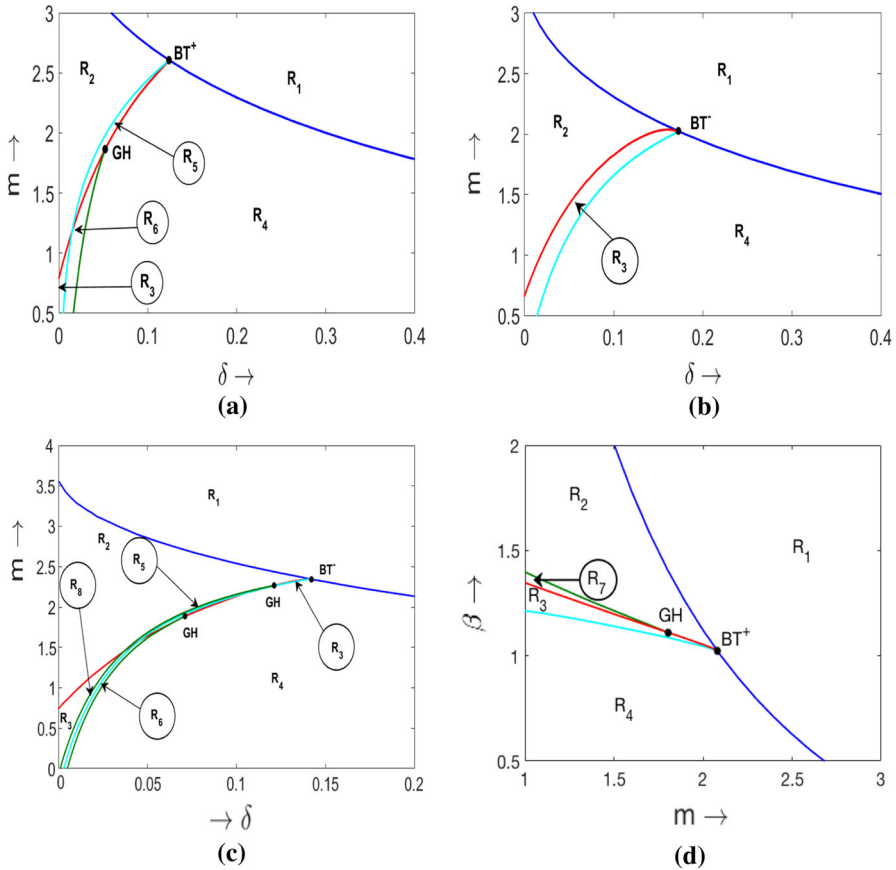 3
2.5
2
1.5
1
0.5
0
0.1
0.2
0.3
0.4
m →
δ →
R2
R1
BT+
GH
R5
R6
R4
R3
(a)
3
2.5
2
1.5
1
0.5
0
0.1
0.2
0.3
0.4
m →
δ →
R1
R2
BT-
R3
R4
(b)
4
3.5
3
2.5
2
1.5
1
0.5
0
0
0.05
0.1
0.15
0.2
m →
→ δ
R1
R2
R5
BT-
R8
GH
GH
R3
R4
R3
R6
(c)
2
1.5
1
0.5
1
1.5
2
2.5
3
β →
m →
R2
R1
R7
R3
GH
BT+
R4
(d)